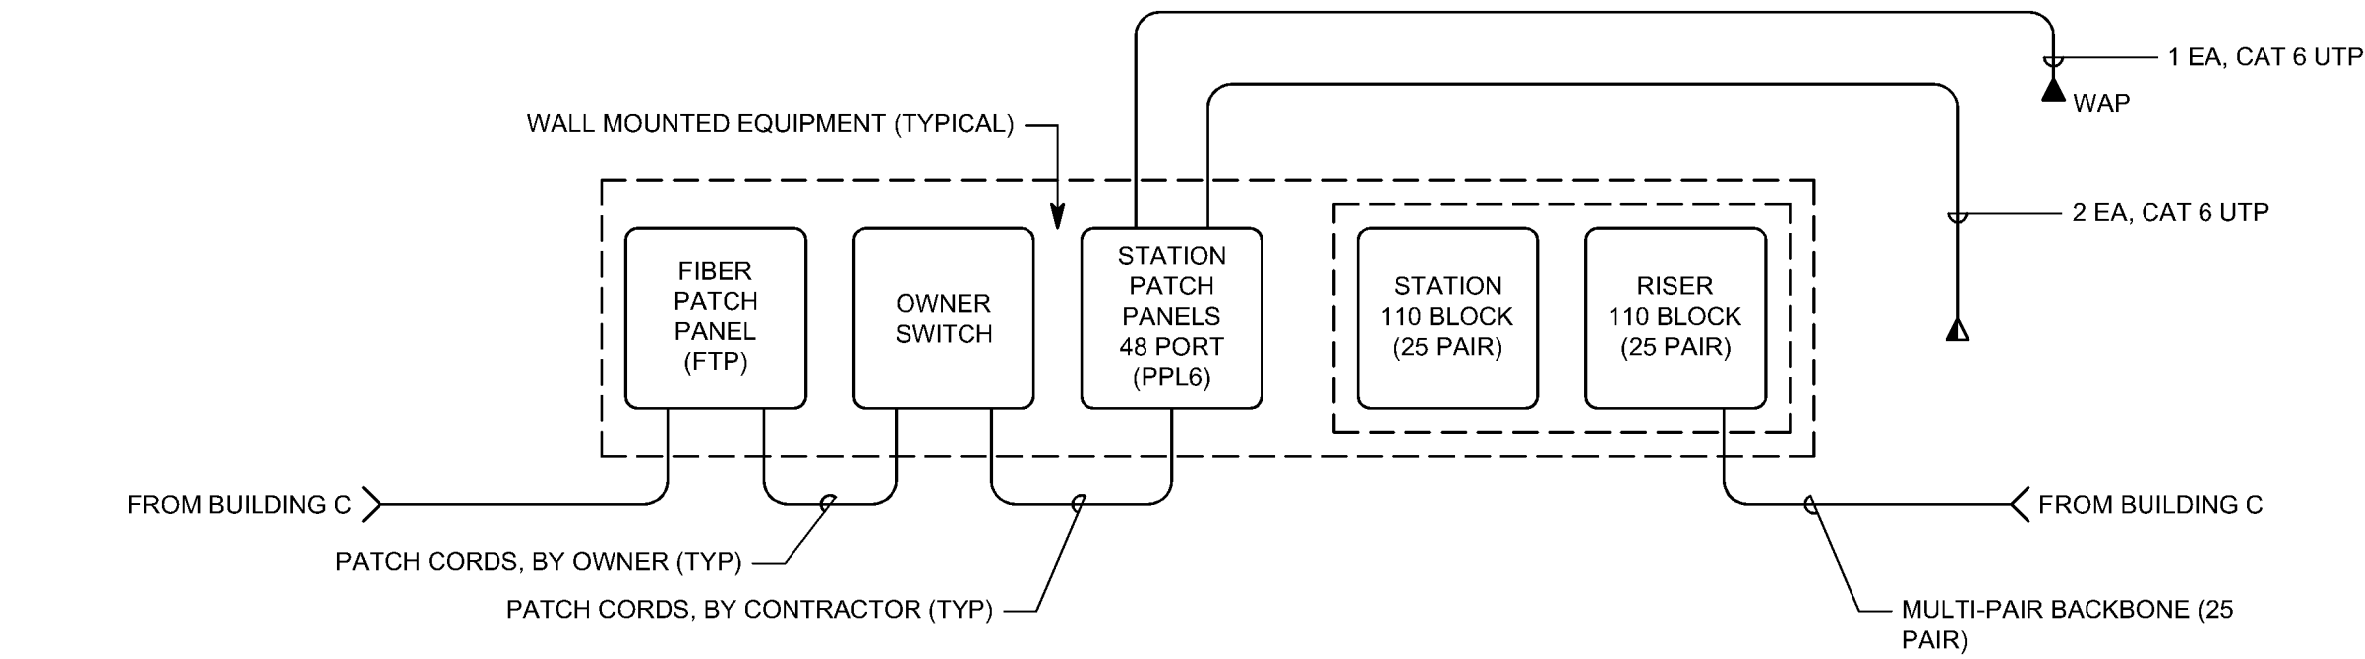 1 EA, CAT 6 UTP
WAP
WALL MOUNTED EQUIPMENT (TYPICAL)
2 EA, CAT 6 UTP
FIBER
PATCH
PANEL
(FTP)
OWNER
SWITCH
STATION
PATCH
PANELS
48 PORT
(PPL6)
STATION
110 BLOCK
(25 PAIR)
RISER
110 BLOCK
(25 PAIR)
FROM BUILDING C
FROM BUILDING C
PATCH CORDS, BY OWNER (TYP)
PATCH CORDS, BY CONTRACTOR (TYP)
MULTI-PAIR BACKBONE (25
PAIR)